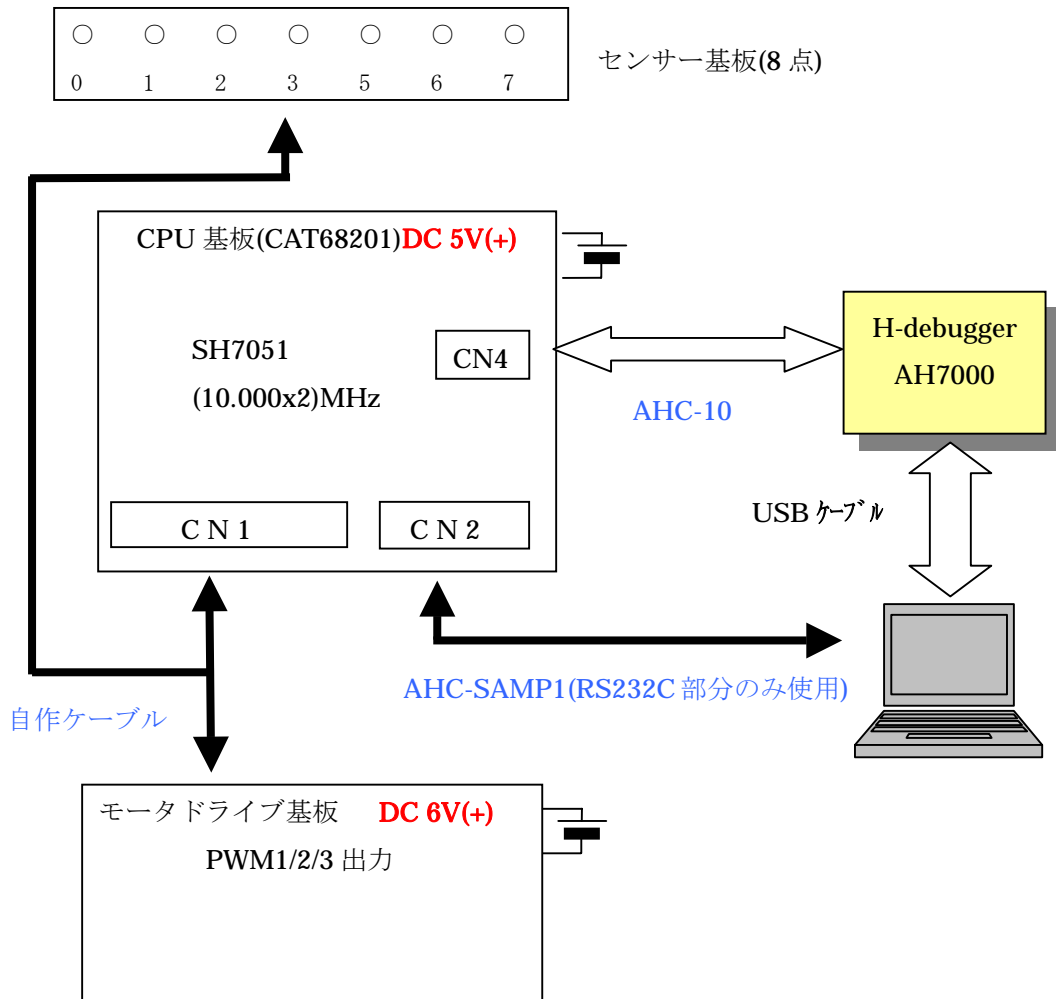 ○ ○ ○ ○ ○ ○ ○
0 1 2 3 5 6 7
センサー基板(8 点)
CPU 基板(CAT68201)DC 5V(+)
SH7051
(10.000x2)MHz
CN4
H-debugger
AH7000
AHC-10
USB ｹｰﾌﾞﾙ
CN1
CN2
AHC-SAMP1(RS232C 部分のみ使用)
自作ケーブル
モータドライブ基板 DC 6V(+)
PWM1/2/3 出力